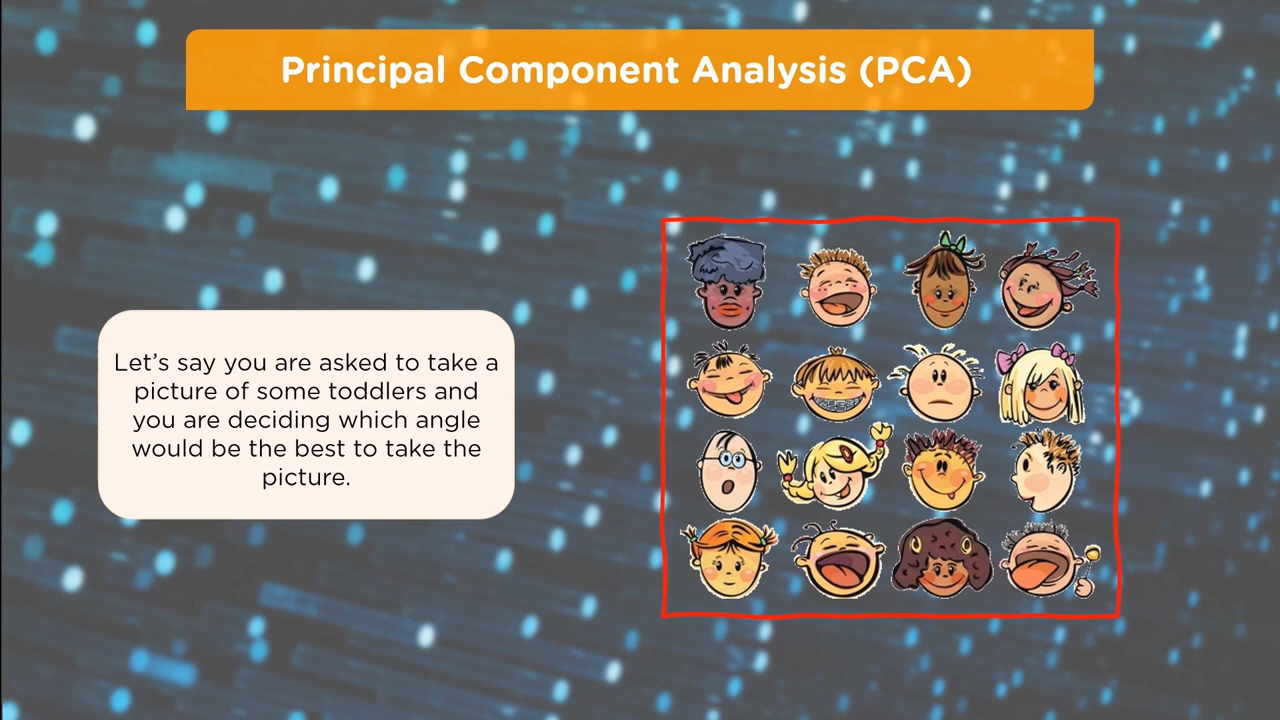 Principal Component Analysis (PCA)
Let’s say you are asked to take a
picture of some toddlers and
you are deciding which angle
would be the best to take the
picture.